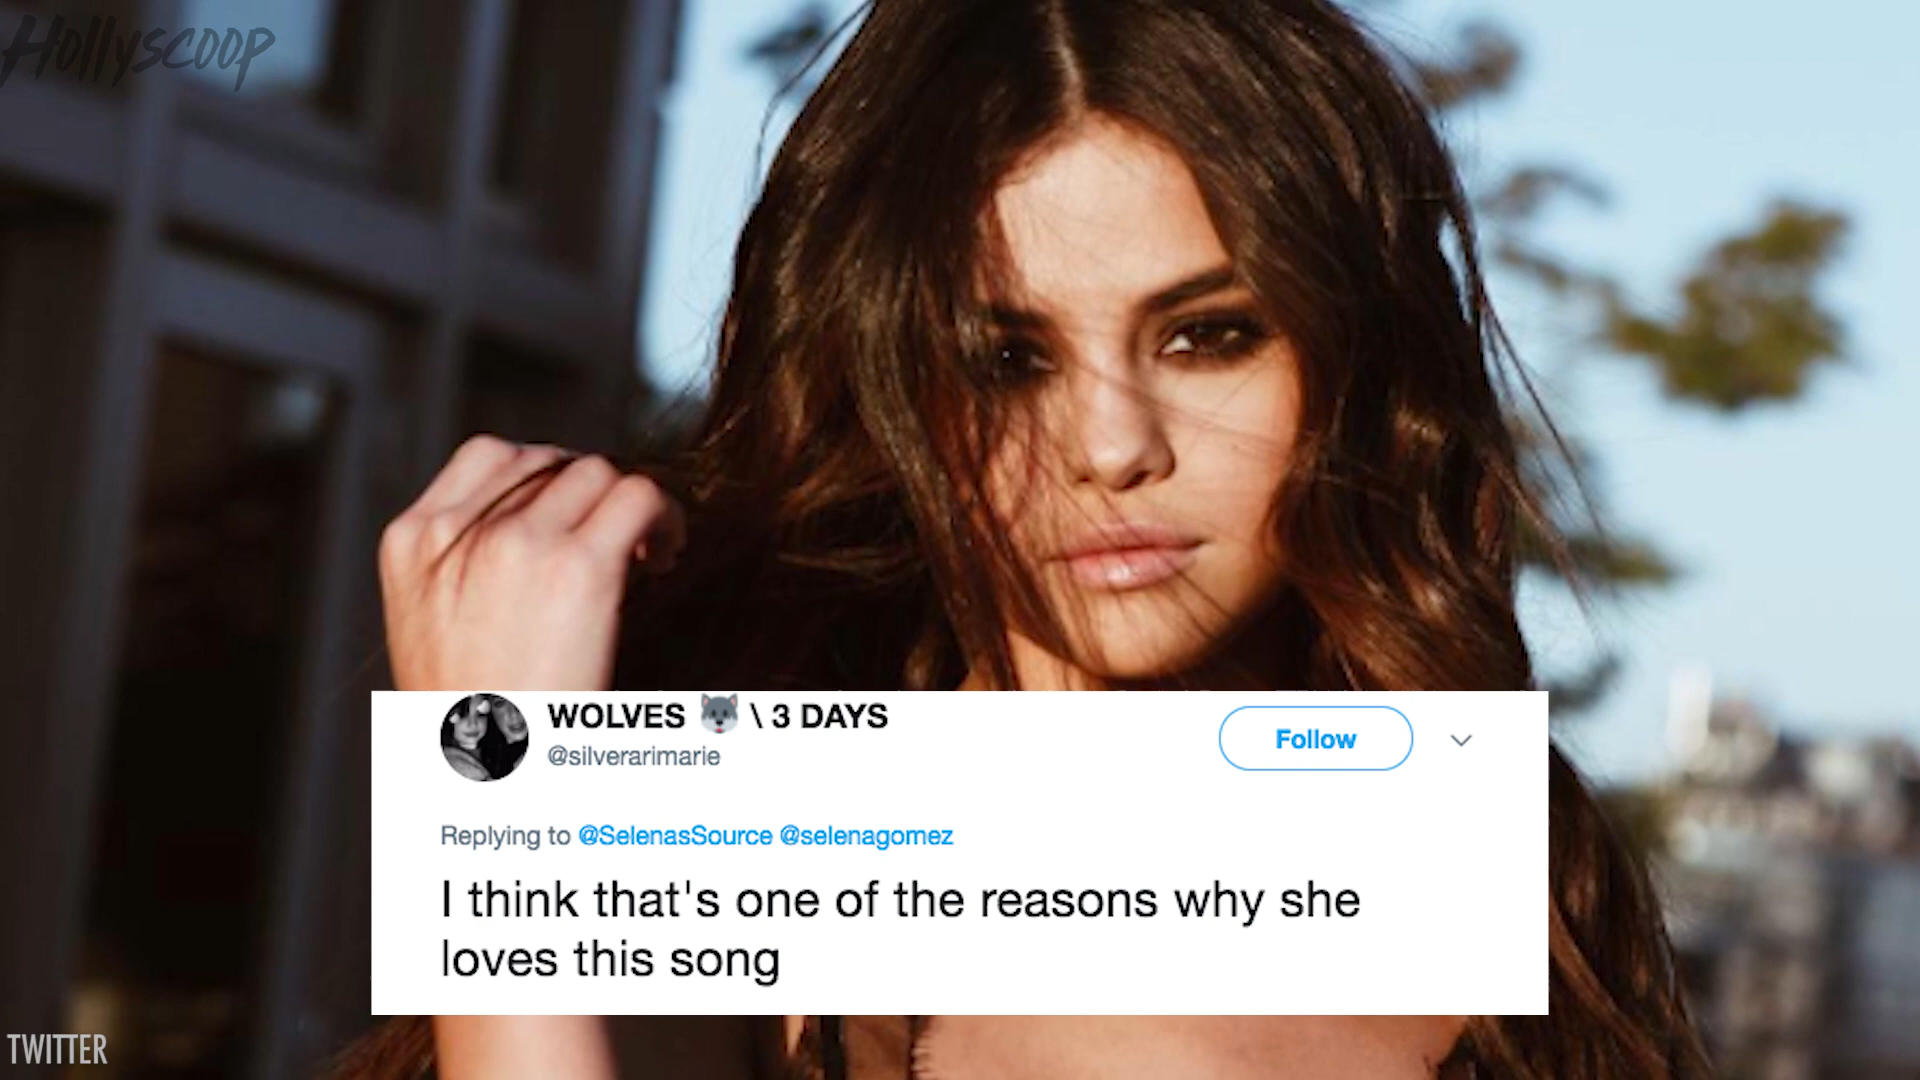 Hollyscoop
WOLVES 🐺 \ 3 DAYS
@silverarimarie
Follow
Replying to @SelenasSource @selenagomez
I think that's one of the reasons why she
loves this song
TWITTER